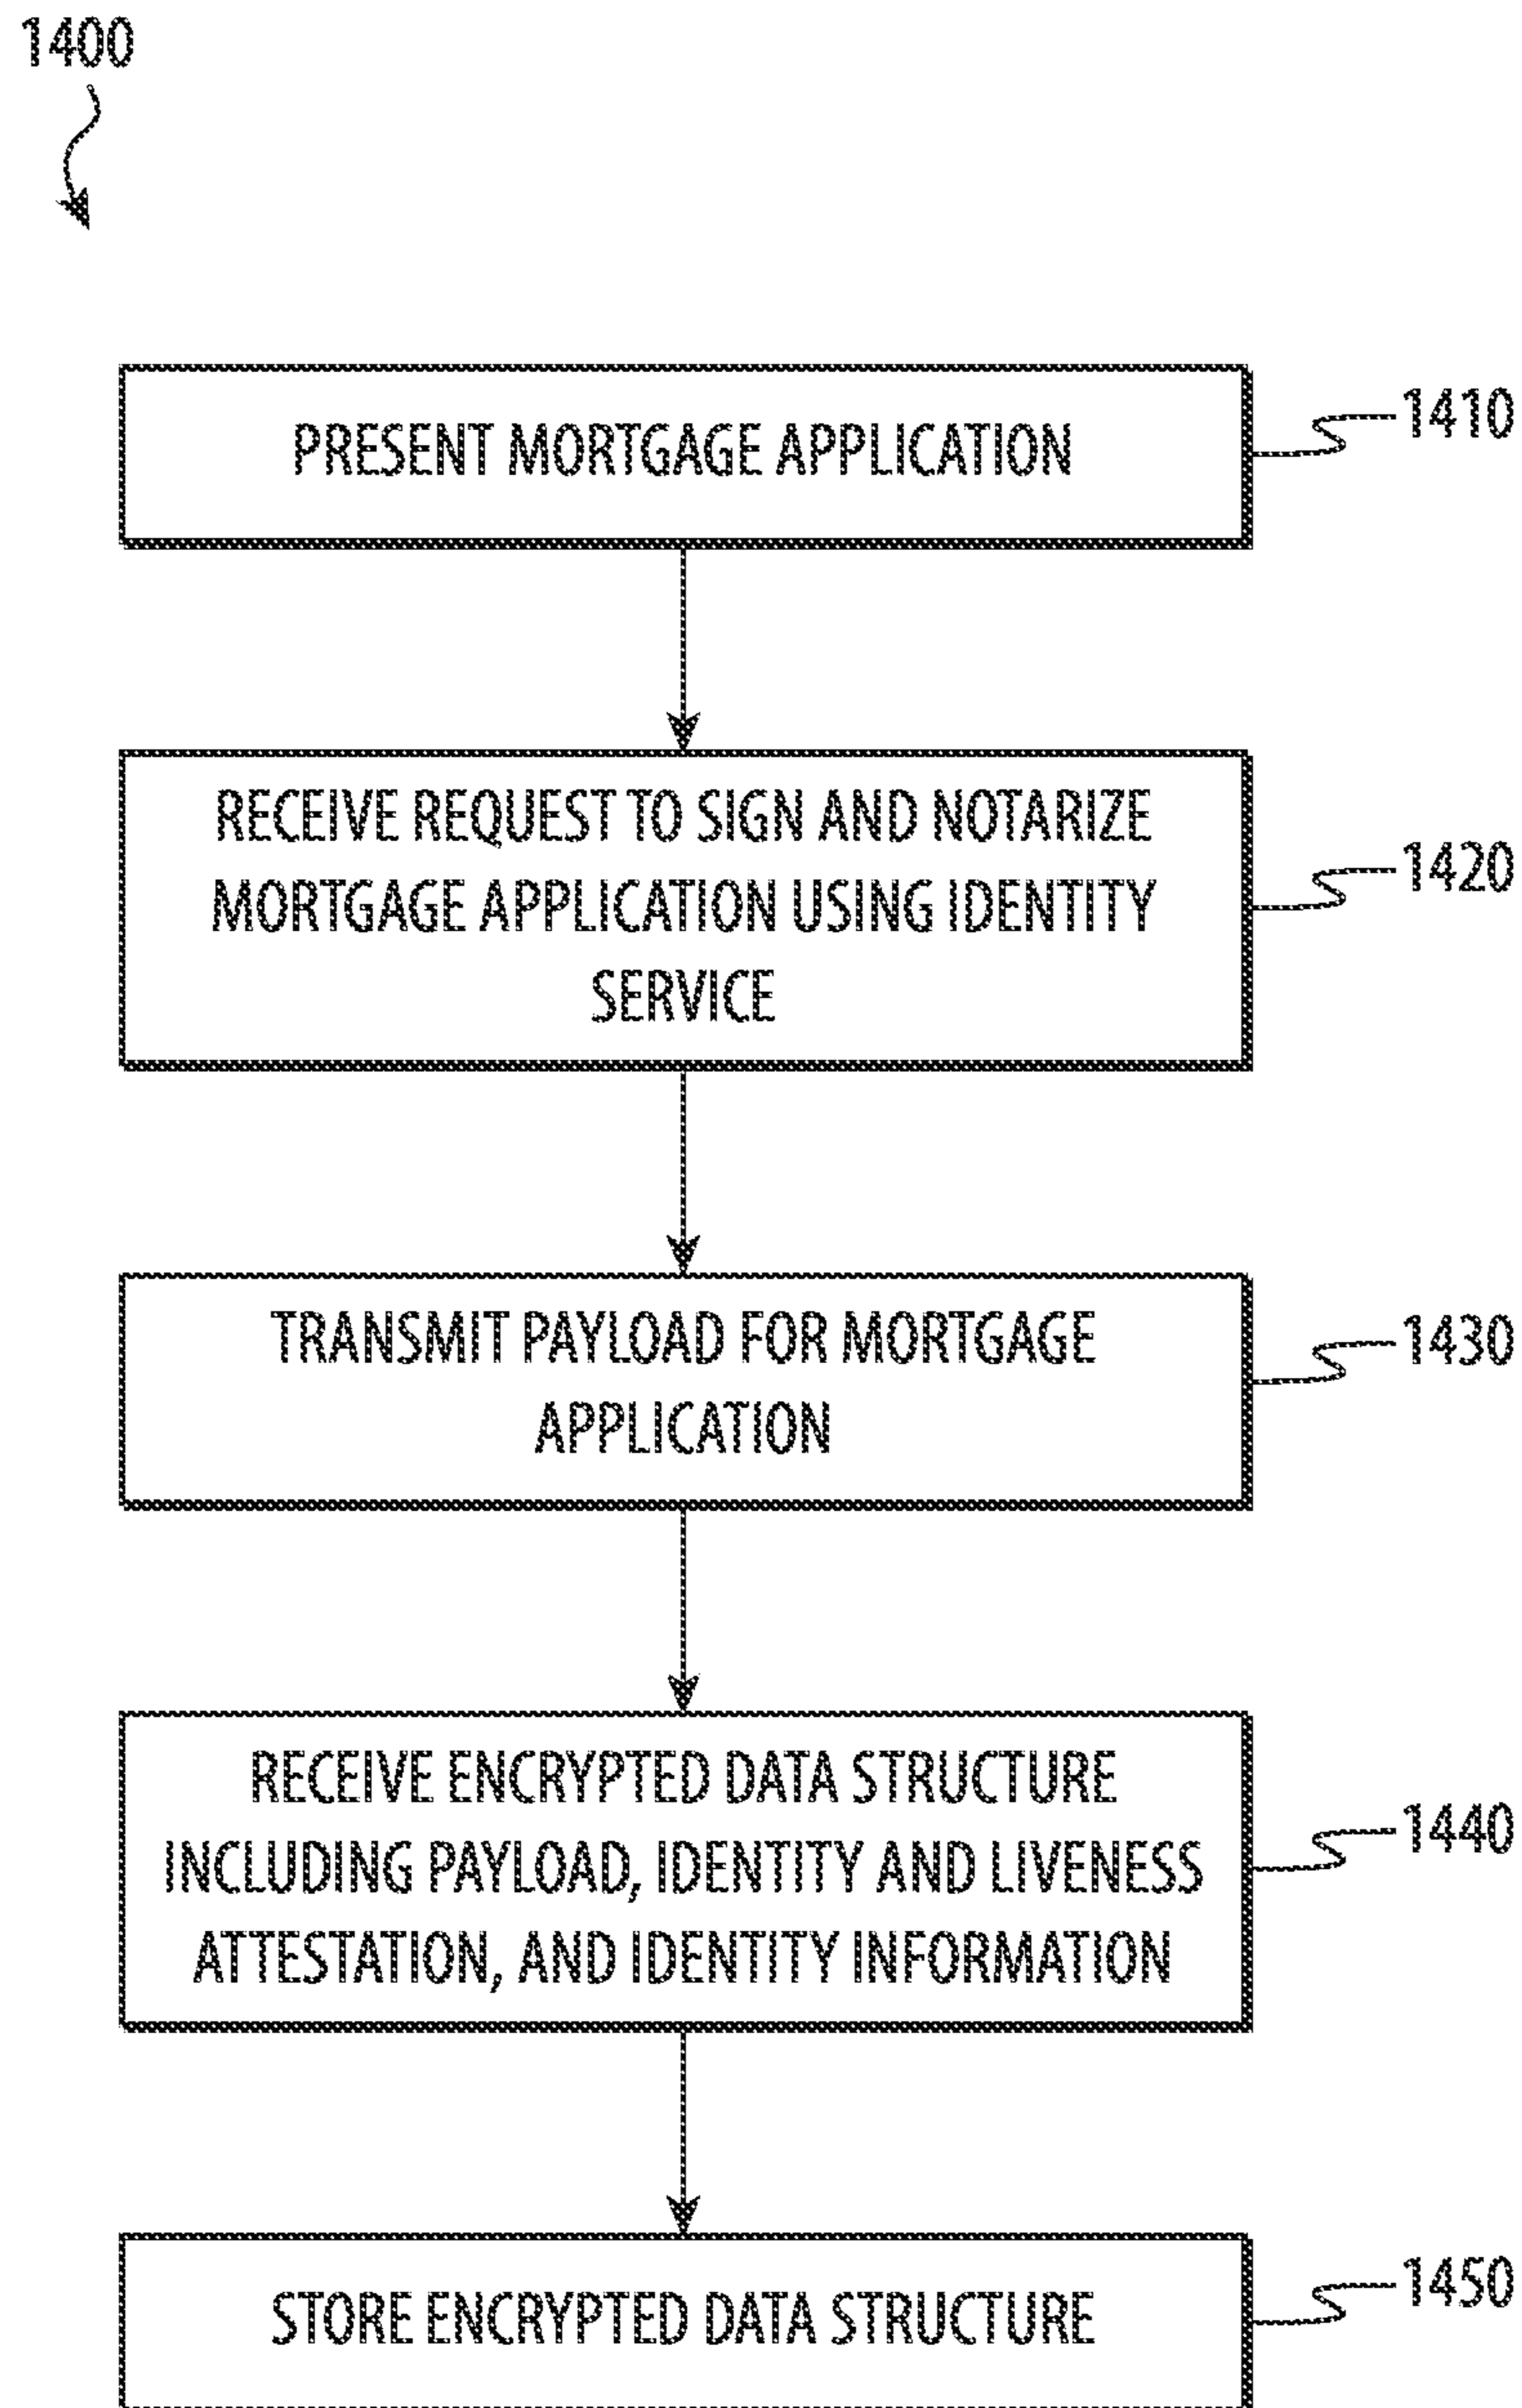 1400
PRESENT MORTGAGE APPLICATION
1410
RECEIVE REQUEST TO SIGN AND NOTARIZE
MORTGAGE APPLICATION USING IDENTITY
SERVICE
1420
TRANSMIT PAYLOAD FOR MORTGAGE
APPLICATION
1430
RECEIVE ENCRYPTED DATA STRUCTURE
INCLUDING PAYLOAD, IDENTITY AND LIVENESS
ATTESTATION, AND IDENTITY INFORMATION
1440
STORE ENCRYPTED DATA STRUCTURE
1450